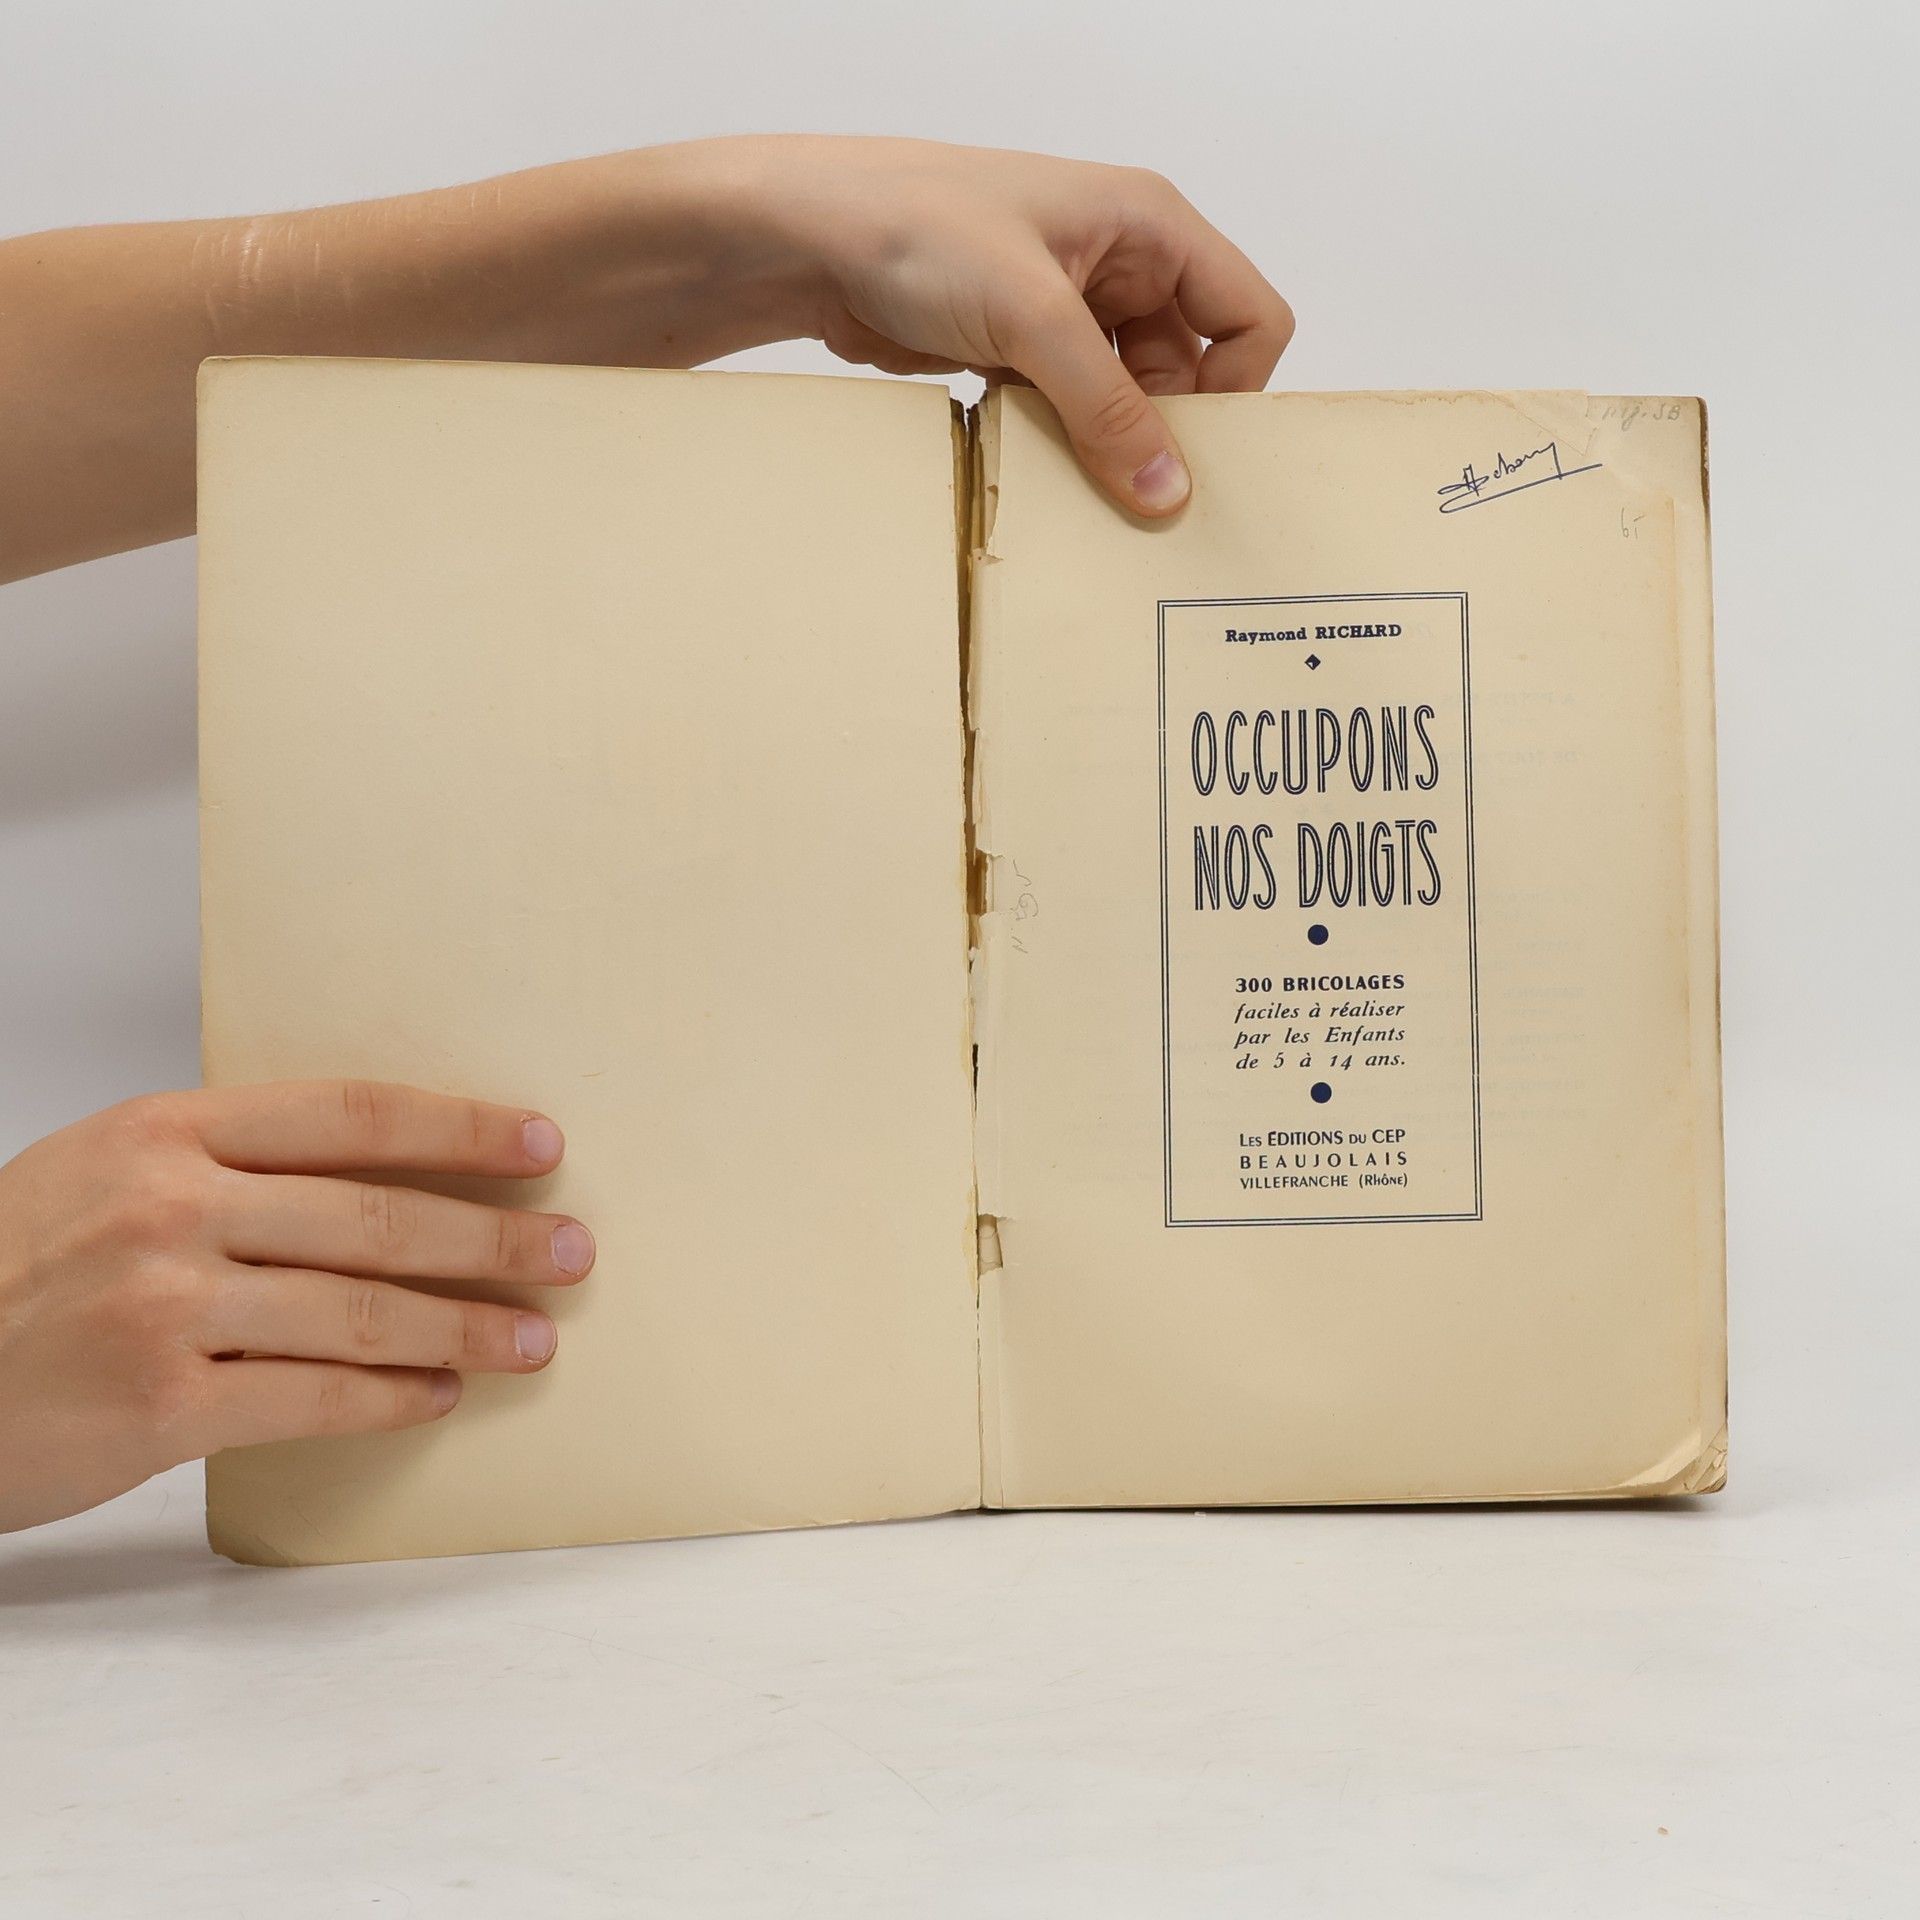 6-
Raymond RICHARD
OCCUPONS
NOS DOIGTS
300 BRICOLAGES
faciles à réaliser
par les Enfants
de 5 à 14 ans.
LES ÉDITIONS DU CEP
BEAUJOLAIS
VILLEFRANCHE (RHÔNE)